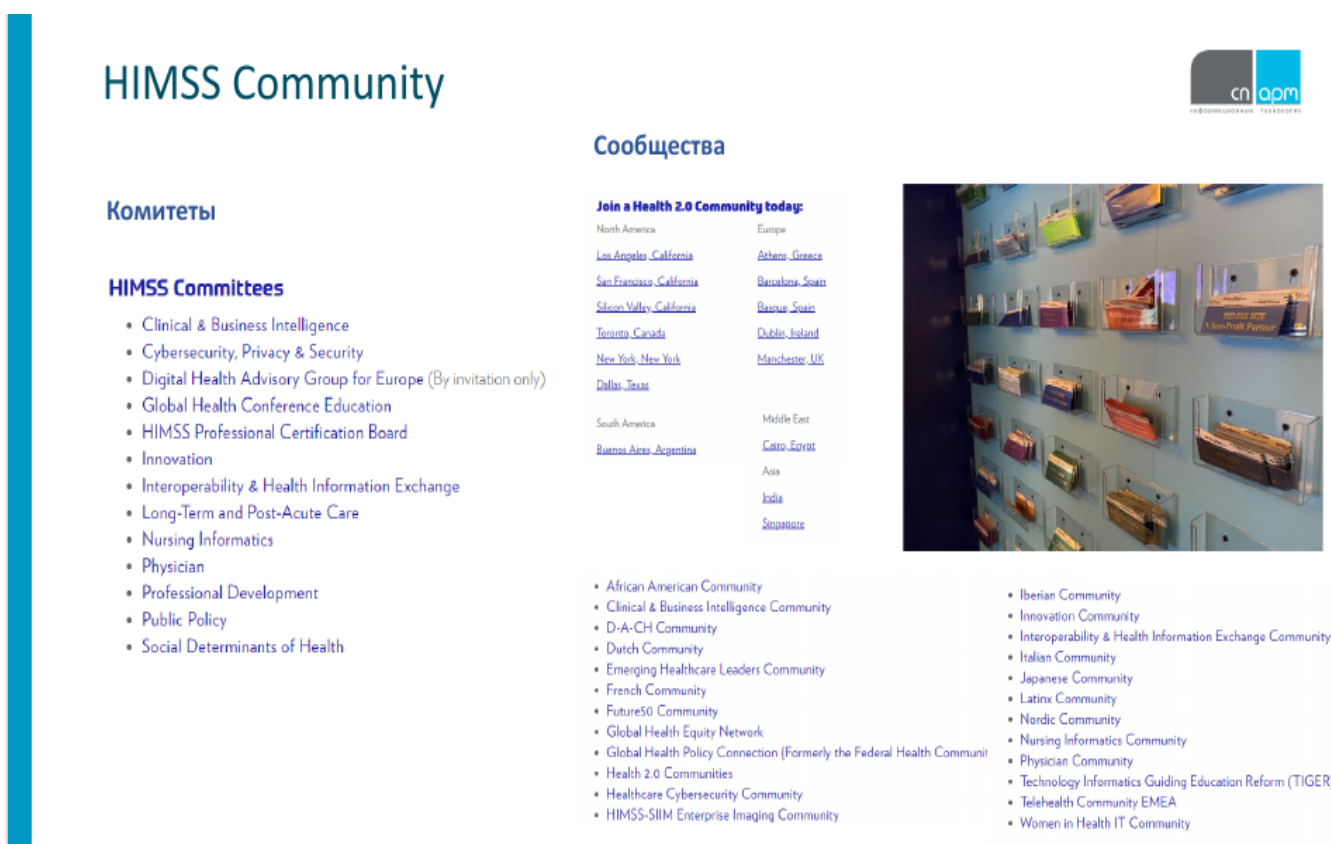 HIMSS Community
сп арм
информационные технологии
Сообщества
Комитеты
HIMSS Committees
• Clinical & Business Intelligence
• Cybersecurity, Privacy & Security
• Digital Health Advisory Group for Europe (By invitation only)
• Global Health Conference Education
• HIMSS Professional Certification Board
• Innovation
• Interoperability & Health Information Exchange
• Long-Term and Post-Acute Care
• Nursing Informatics
• Physician
• Professional Development
• Public Policy
• Social Determinants of Health
Join a Health 2.0 Community today:
North America
Los Angeles, California
San Francisco, California
Silicon Valley, California
Toronto, Canada
New York, New York
Dallas, Texas
South America
Buenos Aires, Argentina
Europe
Athens, Greece
Barcelona, Spain
Basque, Spain
Dublin, Ireland
Manchester, UK
Middle East
Cairo, Egypt
Asia
India
Singapore
HIMSS HTE
Non-Profit Partner
• African American Community
• Clinical & Business Intelligence Community
• D-A-CH Community
• Dutch Community
• Emerging Healthcare Leaders Community
• French Community
• Future50 Community
• Global Health Equity Network
• Global Health Policy Connection (Formerly the Federal Health Communit
• Health 2.0 Communities
• Healthcare Cybersecurity Community
• HIMSS-SIIM Enterprise Imaging Community
• Iberian Community
• Innovation Community
• Interoperability & Health Information Exchange Community
• Italian Community
• Japanese Community
• Latinx Community
• Nordic Community
• Nursing Informatics Community
• Physician Community
• Technology Informatics Guiding Education Reform (TIGER)
• Telehealth Community EMEA
• Women in Health IT Community